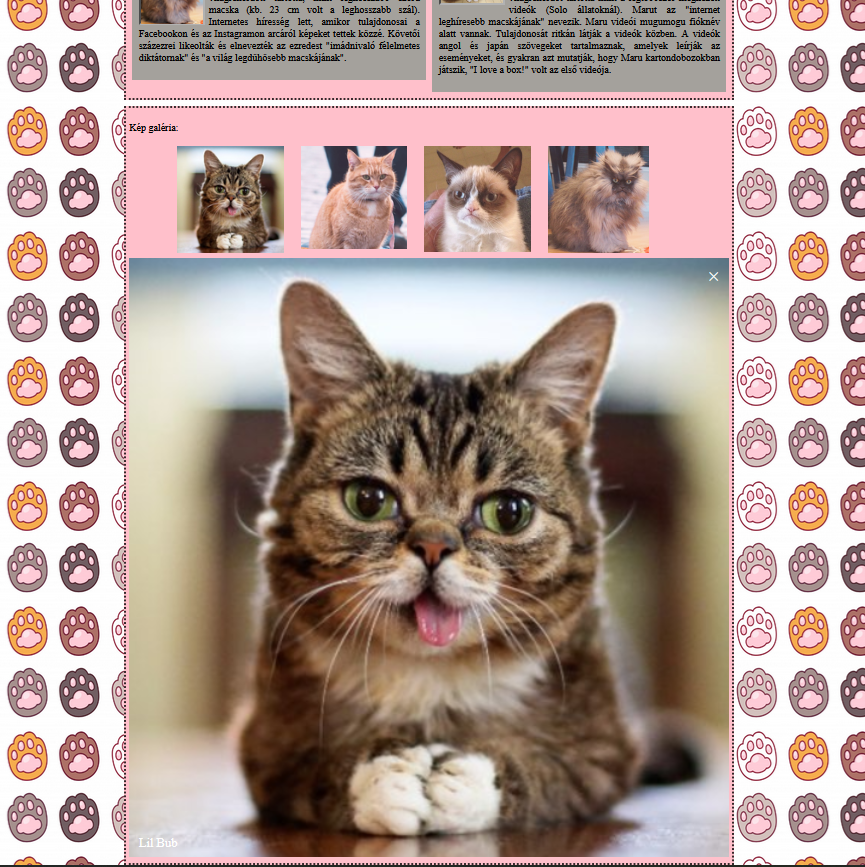 macska (kb. 23 cm volt a leghosszabb szál).
Internetes híresség lett, amikor tulajdonosai a
Facebookon és az Instagramon arcáról képeket tettek közzé. Követői
százezrei likeolták és elnevezték az ezredest "imádnivaló félelmetes
diktátornak" és "a világ legdühösebb macskájának".
videók (Solo állatoknál). Marut az "internet
leghíresebb macskájának" nevezik. Maru videói mugumogu fióknév
alatt vannak. Tulajdonosát ritkán látják a videók közben. A videók
angol és japán szövegeket tartalmaznak, amelyek leírják az
eseményeket, és gyakran azt mutatják, hogy Maru kartondobozokban
játszik, "I love a box!" volt az első videója.
Kép galéria:
×
Lil Bub